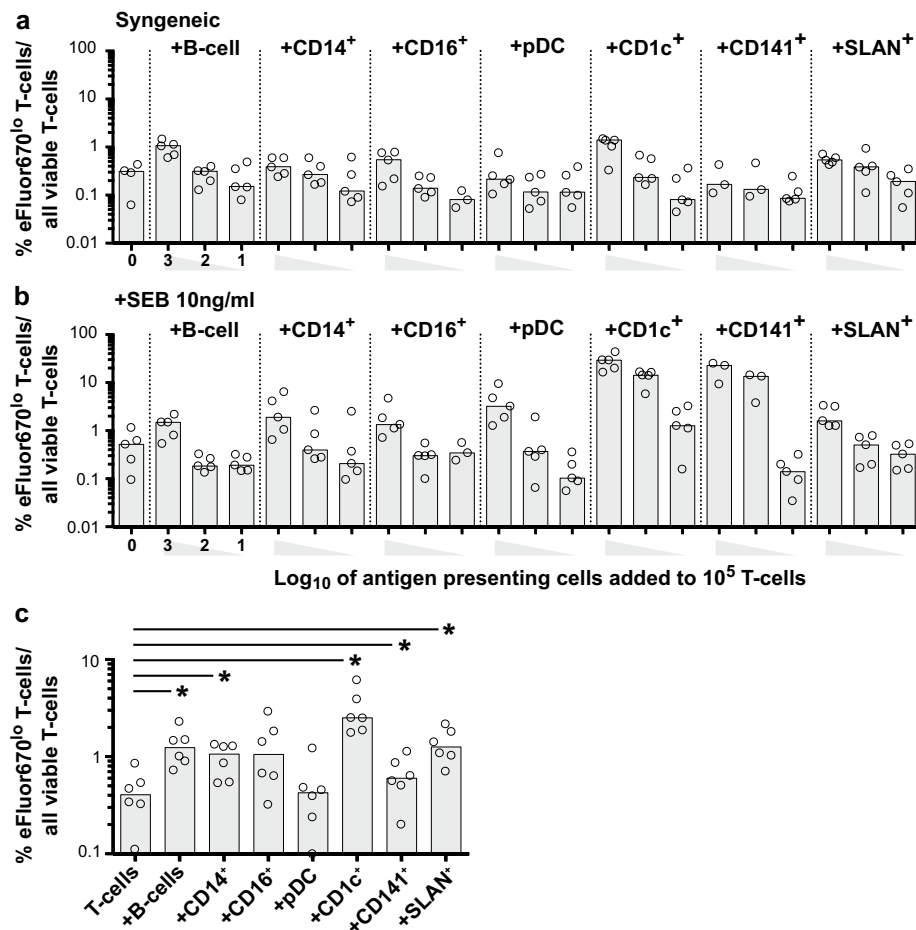 a
Syngeneic
+B-cell +CD14+ +CD16+ +pDC +CD1c+ +CD141+ +SLAN+
% eFluor670lo T-cells/
all viable T-cells
100
10
1
0.1
0.01
0 3 2 1
b
+SEB 10ng/ml
+B-cell +CD14+ +CD16+ +pDC +CD1c+ +CD141+ +SLAN+
% eFluor670lo T-cells/
all viable T-cells
100
10
1
0.1
0.01
0 3 2 1
Log10 of antigen presenting cells added to 10⁵ T-cells
c
% eFluor670lo T-cells/
all viable T-cells
10
1
0.1
* * * * *
T-cells +B-cells +CD14+ +CD16+ +pDC +CD1c+ +CD141+ +SLAN+